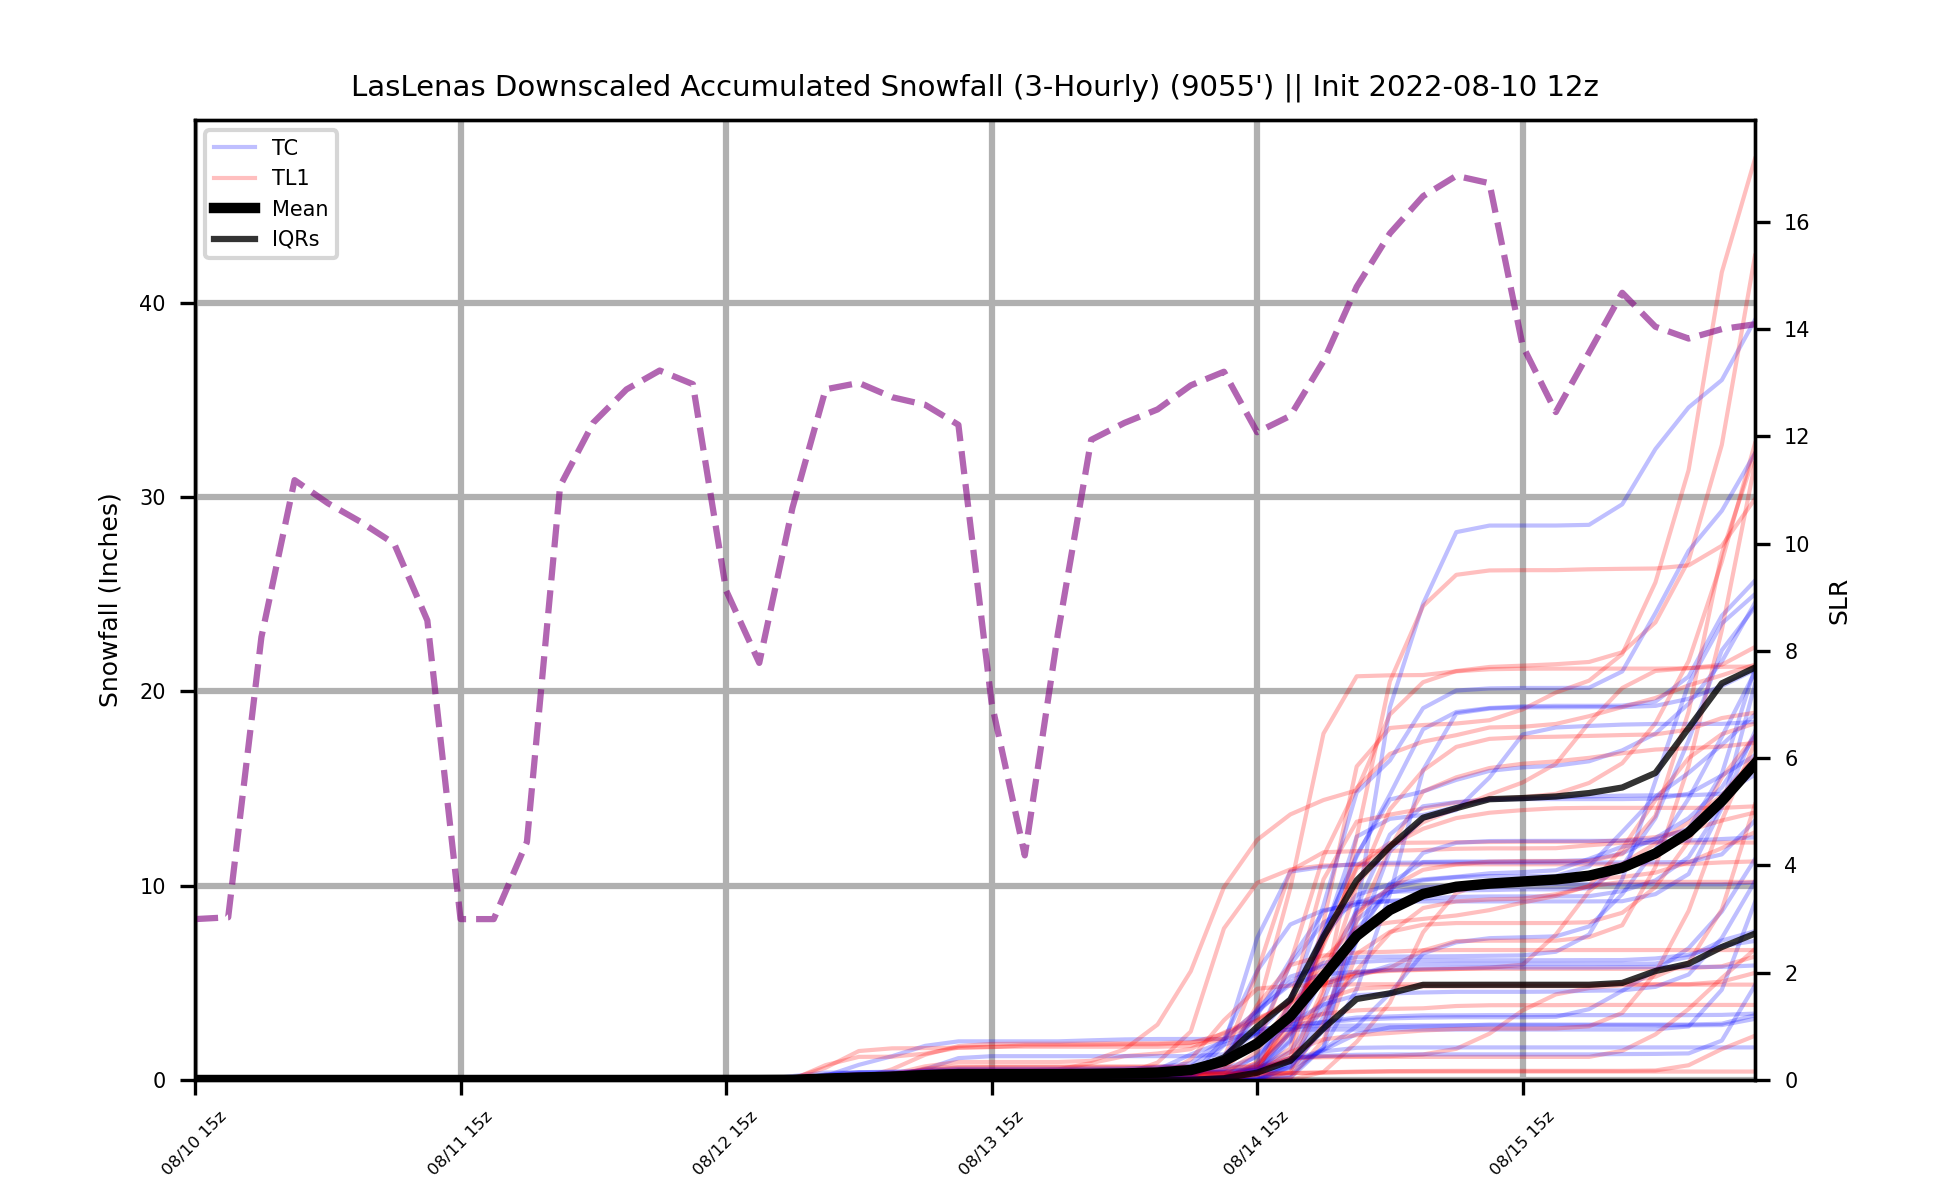 LasLenas Downscaled Accumulated Snowfall (3-Hourly) (9055') || Init 2022-08-10 12z
TC
TL1
Mean
IQRs
Snowfall (Inches)
40
30
20
10
0
16
14
12
10
8
6
4
2
0
SLR
08/10 15z
08/11 15z
08/12 15z
08/13 15z
08/14 15z
08/15 15z